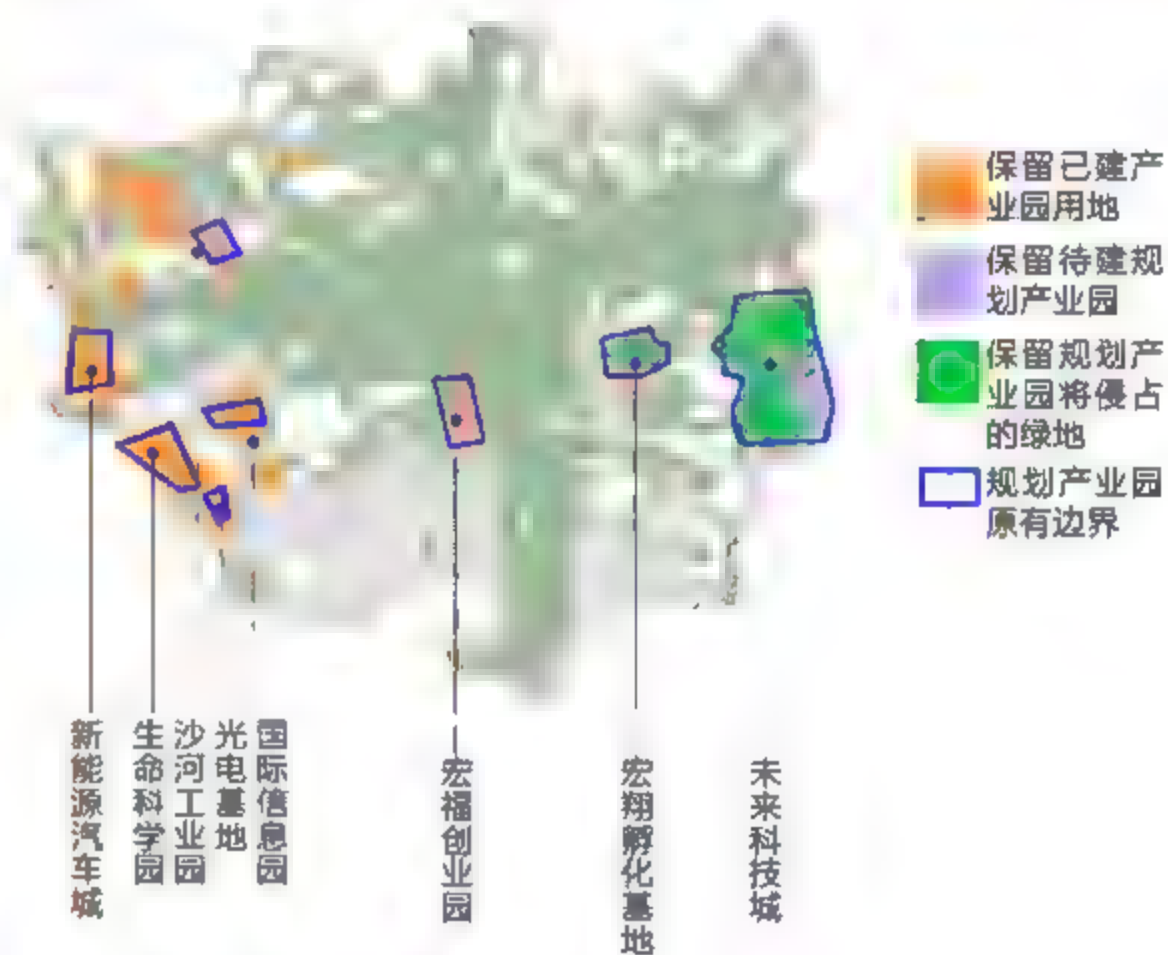 保留已建产
业园用地
保留待建规
划产业园
保留规划产
业园将侵占
的绿地
规划产业园
原有边界
新能源汽车城
生命科学园
沙河工业园
光电基地
国际信息园
宏福创业园
宏翔孵化基地
未来科技城